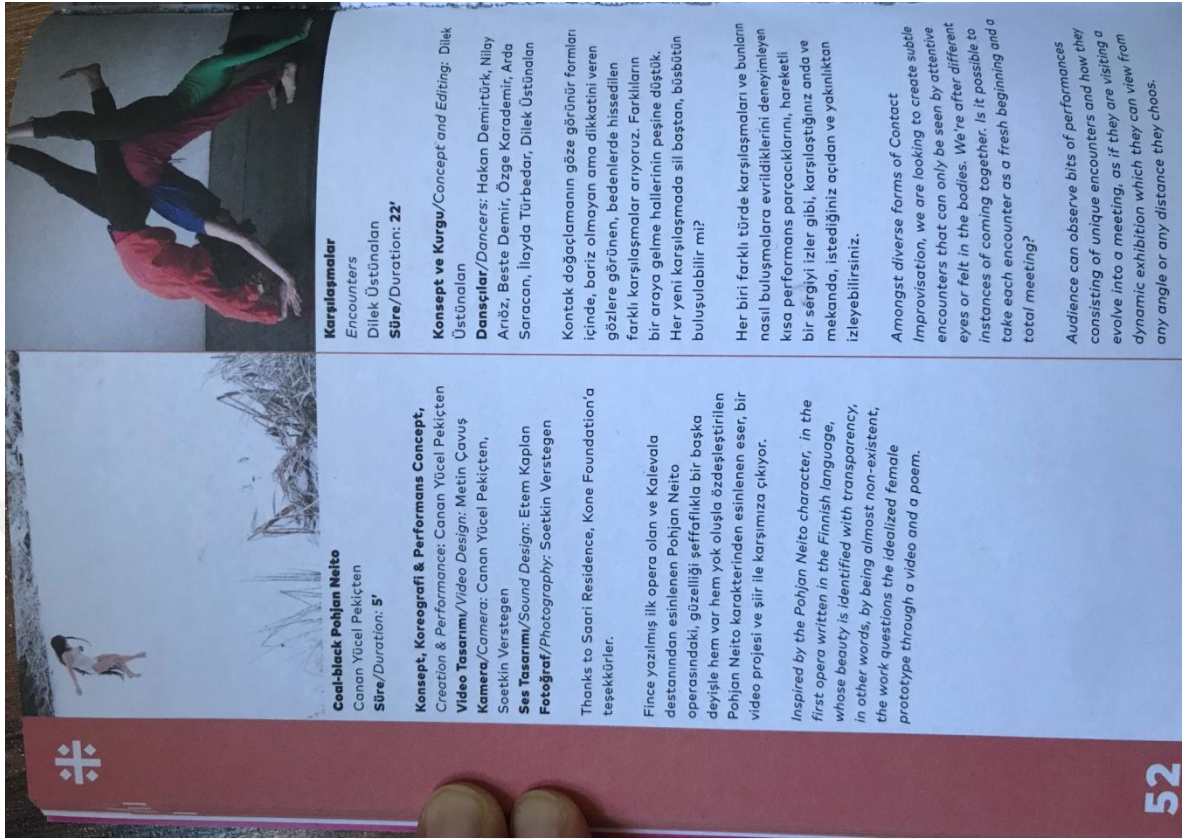 Coal-black Pohjan Neito
Canan Yücel Pekiçten
Süre/Duration: 5’
Konsept, Koreografi & Performans Concept,
Creation & Performance: Canan Yücel Pekiçten
Video Tasarımı/Video Design: Metin Çavuş
Kamera/Camera: Canan Yücel Pekiçten,
Soetkin Verstegen
Ses Tasarımı/Sound Design: Etem Kaplan
Fotoğraf/Photography: Soetkin Verstegen
Thanks to Saari Residence, Kone Foundation’a
teşekkürler.
Fince yazılmış ilk opera olan ve Kalevala
destanından esinlenen Pohjan Neito
operasındaki, güzelliği şeffaflıkla bir başka
deyişle hem var hem yok oluşla özdeşleştirilen
Pohjan Neito karakterinden esinlenen eser, bir
video projesi ve şiir ile karşımıza çıkıyor.
Inspired by the Pohjan Neito character, in the
first opera written in the Finnish language,
whose beauty is identified with transparency,
in other words, by being almost non-existent,
the work questions the idealized female
prototype through a video and a poem.
Karşılaşmalar
Encounters
Dilek Üstünalan
Süre/Duration: 22’
Konsept ve Kurgu/Concept and Editing: Dilek
Üstünalan
Dansçılar/Dancers: Hakan Demirtürk, Nilay
Arıöz, Beste Demir, Özge Karademir, Arda
Saracan, İlayda Türbedar, Dilek Üstünalan
Kontak doğaçlamanın göze görünür formları
içinde, bariz olmayan ama dikkatini veren
gözlere görünen, bedenlerde hissedilen
farklı karşılaşmalar arıyoruz. Farklılıların
bir araya gelme hallerinin peşine düştük.
Her yeni karşılaşmada sil baştan, büsbütün
buluşulabilir mi?
Her biri farklı türde karşılaşmaları ve bunların
nasıl buluşmalara evrildiklerini deneyimleyen
kısa performans parçacıklarını, hareketli
bir sergiyi izler gibi, karşılaştığınız anda ve
mekanda, istediğiniz açıdan ve yakınlıktan
izleyebilirsiniz.
Amongst diverse forms of Contact
Improvisation, we are looking to create subtle
encounters that can only be seen by attentive
eyes or felt in the bodies. We’re after different
instances of coming together. Is it possible to
take each encounter as a fresh beginning and a
total meeting?
Audience can observe bits of performances
consisting of unique encounters and how they
evolve into a meeting, as if they are visiting a
dynamic exhibition which they can view from
any angle or any distance they choos.
52